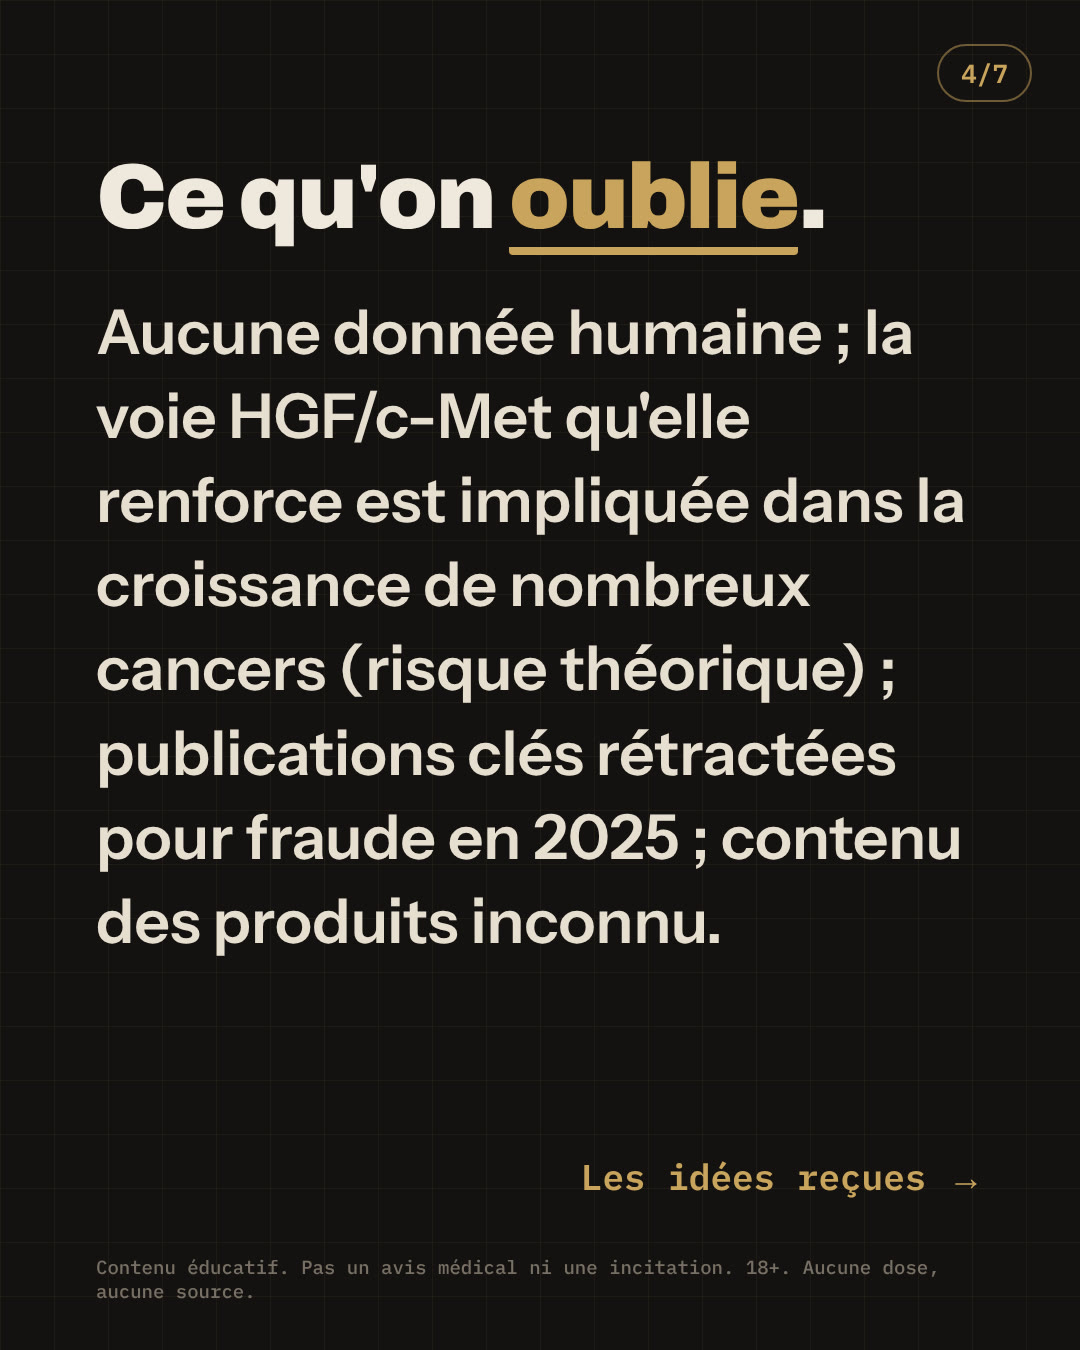 4/7
Ce qu'on oublie.
Aucune donnée humaine ; la
voie HGF/c-Met qu'elle
renforce est impliquée dans la
croissance de nombreux
cancers (risque théorique) ;
publications clés rétractées
pour fraude en 2025 ; contenu
des produits inconnu.
Les idées reçues →
Contenu éducatif. Pas un avis médical ni une incitation. 18+. Aucune dose,
aucune source.